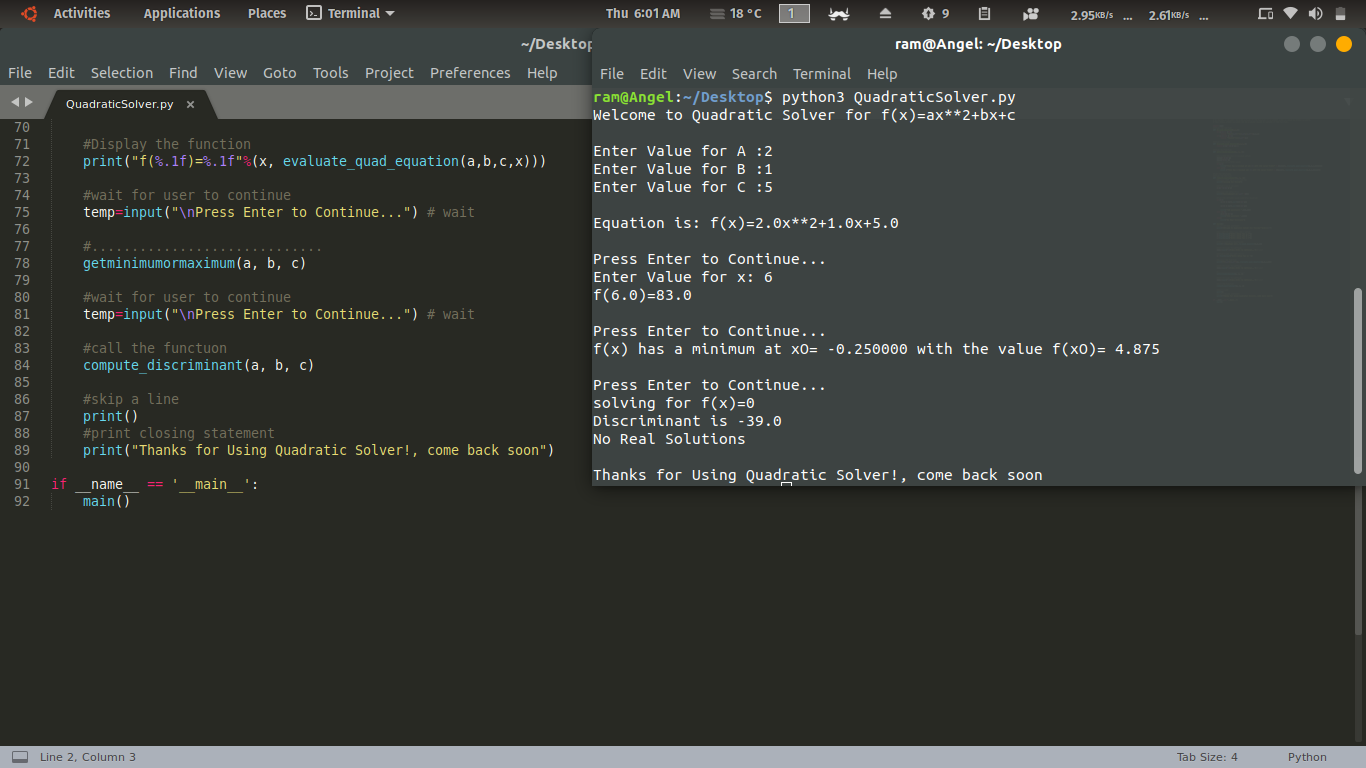 Activities Applications Places Terminal Thu 6:01 AM 18 °C 1 9 2.95KB/s ... 2.61KB/s ...
~/Desktop
File Edit Selection Find View Goto Tools Project Preferences Help
QuadraticSolver.py ×
70
71 #Display the function
72 print("f(%.1f)=%.1f"%(x, evaluate_quad_equation(a,b,c,x)))
73
74 #wait for user to continue
75 temp=input("\nPress Enter to Continue...") # wait
76
77 #.............................
78 getminimumormaximum(a, b, c)
79
80 #wait for user to continue
81 temp=input("\nPress Enter to Continue...") # wait
82
83 #call the functuon
84 compute_discriminant(a, b, c)
85
86 #skip a line
87 print()
88 #print closing statement
89 print("Thanks for Using Quadratic Solver!, come back soon")
90
91 if __name__ == '__main__':
92 main()
ram@Angel: ~/Desktop
File Edit View Search Terminal Help
ram@Angel:~/Desktop$ python3 QuadraticSolver.py
Welcome to Quadratic Solver for f(x)=ax**2+bx+c
Enter Value for A :2
Enter Value for B :1
Enter Value for C :5
Equation is: f(x)=2.0x**2+1.0x+5.0
Press Enter to Continue...
Enter Value for x: 6
f(6.0)=83.0
Press Enter to Continue...
f(x) has a minimum at xO= -0.250000 with the value f(xO)= 4.875
Press Enter to Continue...
solving for f(x)=0
Discriminant is -39.0
No Real Solutions
Thanks for Using Quadratic Solver!, come back soon
Line 2, Column 3 Tab Size: 4 Python